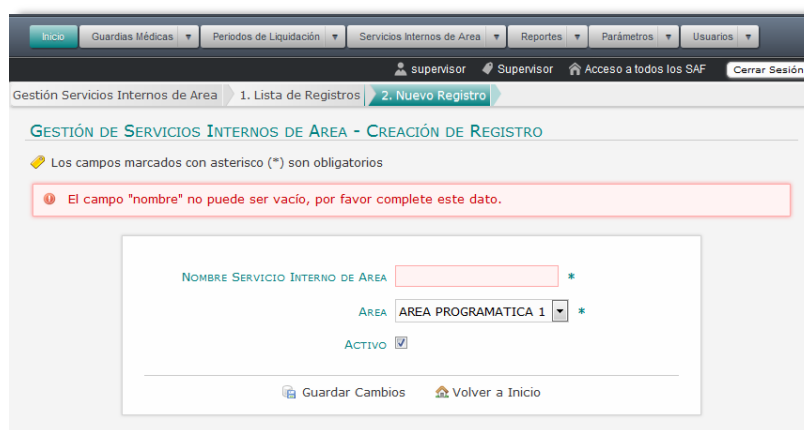 Inicio Guardias Médicas Periodos de Liquidación Servicios Internos de Area Reportes Parámetros Usuarios
supervisor Supervisor Acceso a todos los SAF Cerrar Sesión
Gestión Servicios Internos de Area 1. Lista de Registros 2. Nuevo Registro
Gestión de Servicios Internos de Area - Creación de Registro
Los campos marcados con asterisco (*) son obligatorios
El campo "nombre" no puede ser vacío, por favor complete este dato.
Nombre Servicio Interno de Area *
Area AREA PROGRAMATICA 1 *
Activo
Guardar Cambios Volver a Inicio